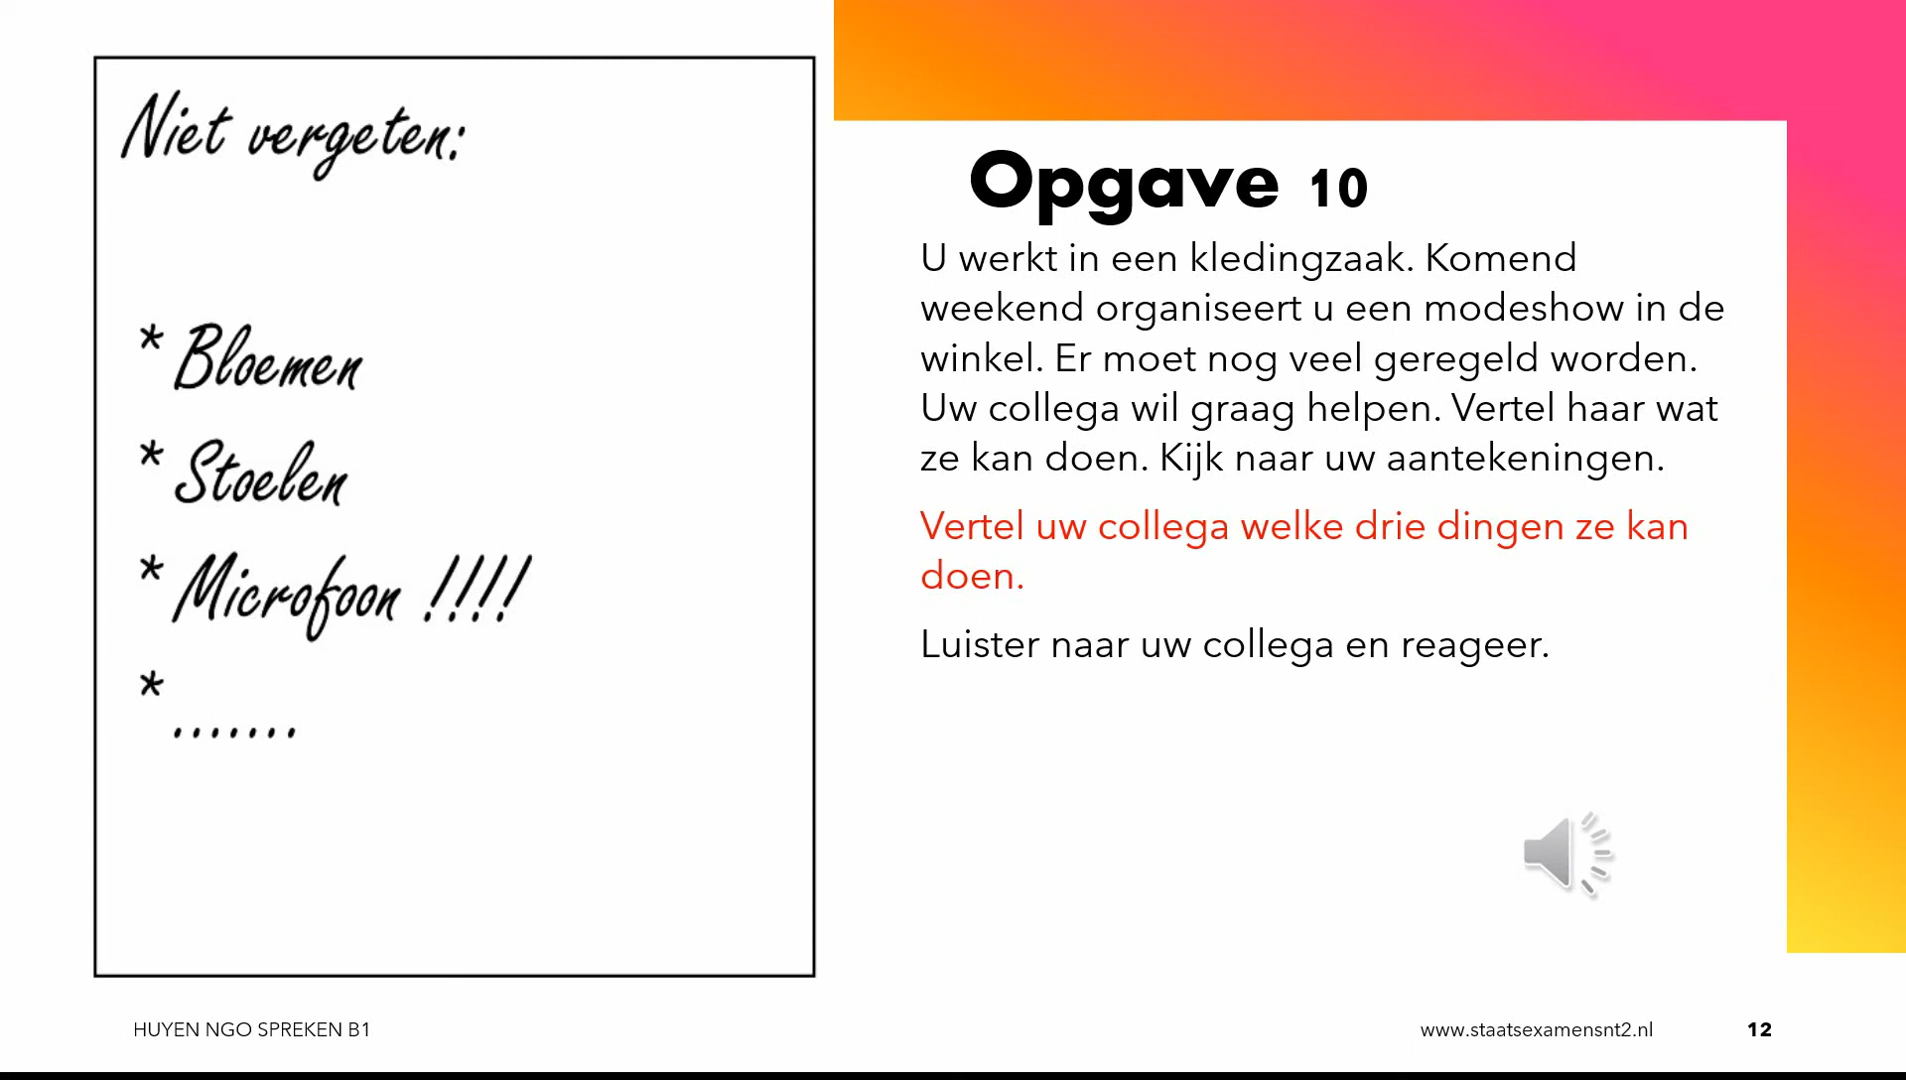 Niet vergeten:
* Bloemen
* Stoelen
* Microfoon !!!!
* .......
Opgave 10
U werkt in een kledingzaak. Komend
weekend organiseert u een modeshow in de
winkel. Er moet nog veel geregeld worden.
Uw collega wil graag helpen. Vertel haar wat
ze kan doen. Kijk naar uw aantekeningen.
Vertel uw collega welke drie dingen ze kan
doen.
Luister naar uw collega en reageer.
HUYEN NGO SPREKEN B1
www.staatsexamensnt2.nl
12